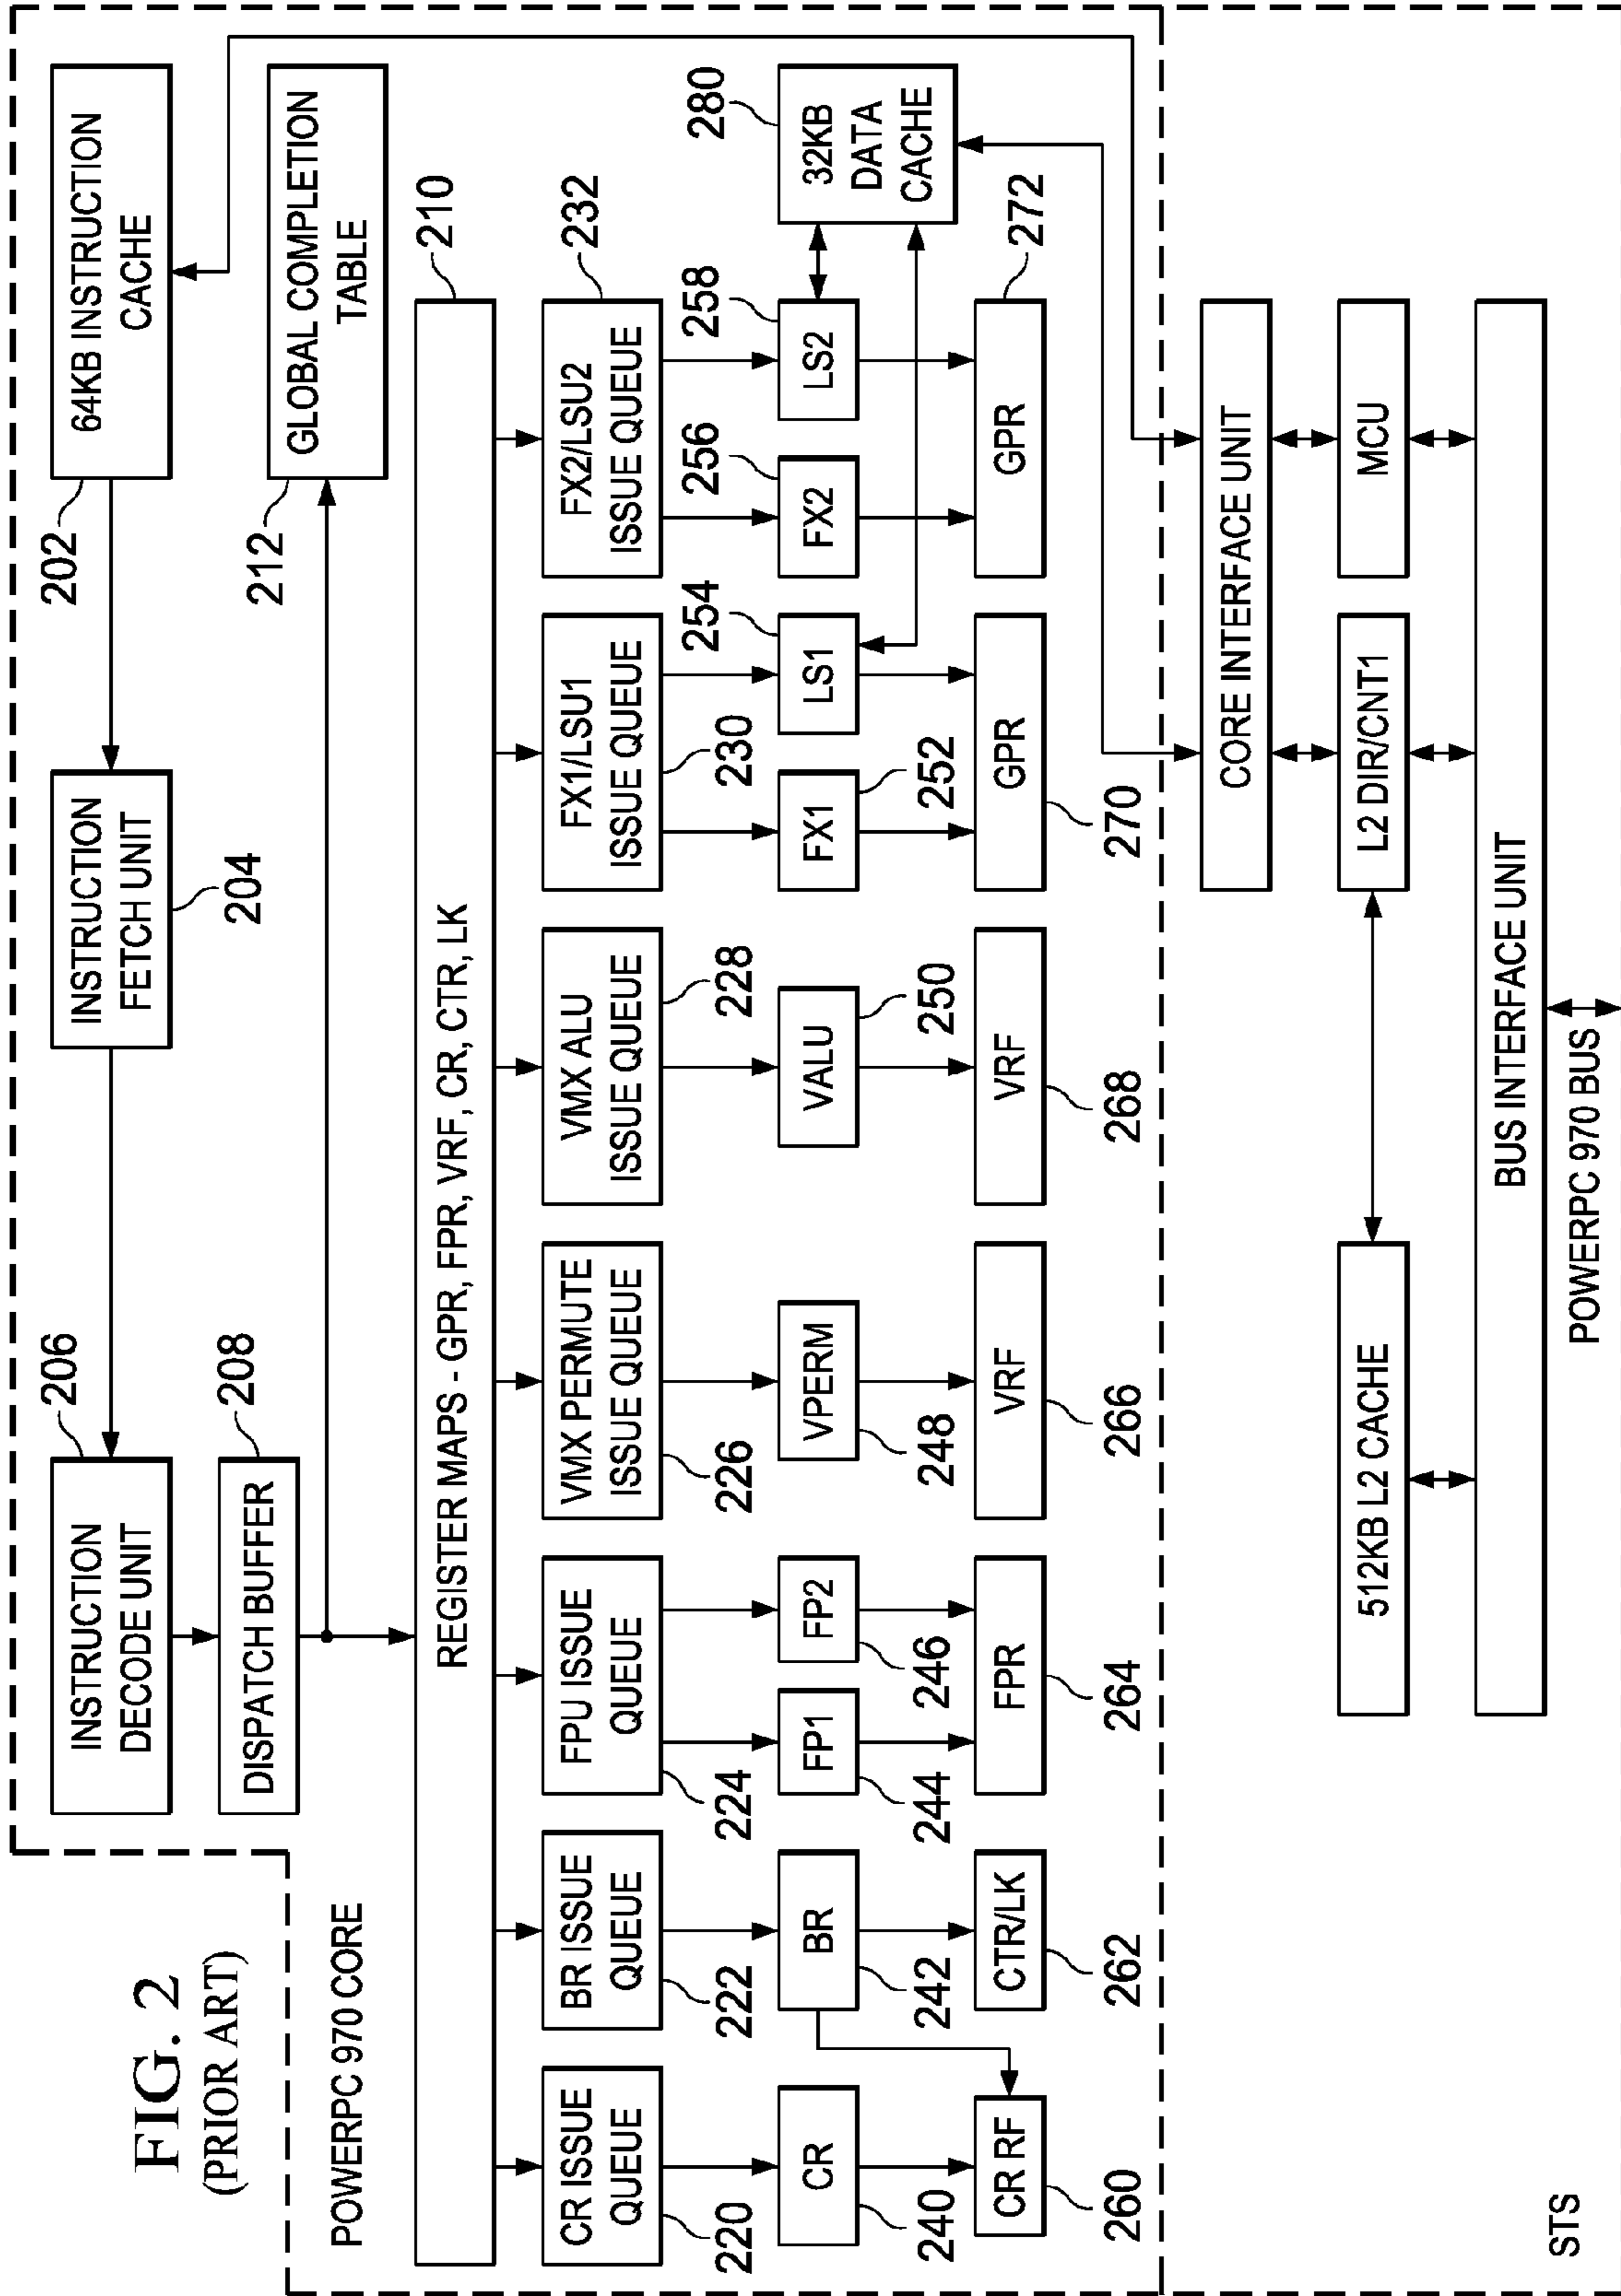 FIG. 2
(PRIOR ART)
206
INSTRUCTION
DECODE UNIT
INSTRUCTION
FETCH UNIT
204
202
64KB INSTRUCTION
CACHE
208
DISPATCH BUFFER
212
GLOBAL COMPLETION
TABLE
POWERPC 970 CORE
210
REGISTER MAPS - GPR, FPR, VRF, CR, CTR, LK
CR ISSUE
QUEUE
220
BR ISSUE
QUEUE
222
FPU ISSUE
QUEUE
224
VMX PERMUTE
ISSUE QUEUE
226
VMX ALU
ISSUE QUEUE
228
FX1/LSU1
ISSUE QUEUE
230
FX2/LSU2
ISSUE QUEUE
232
CR
240
BR
242
FP1
244
FP2
246
VPERM
248
VALU
250
FX1
252
LS1
254
FX2
256
LS2
258
32KB
DATA
CACHE
280
CR RF
260
CTR/LK
262
FPR
264
VRF
266
VRF
268
GPR
270
GPR
272
CORE INTERFACE UNIT
512KB L2 CACHE
L2 DIR/CNT1
MCU
BUS INTERFACE UNIT
STS
POWERPC 970 BUS